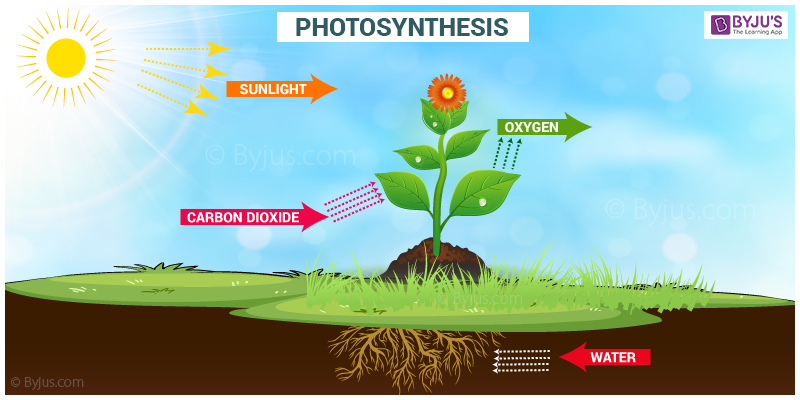 PHOTOSYNTHESIS
BYJU'S
The Learning App
SUNLIGHT
OXYGEN
© Byjus.com
CARBON DIOXIDE
© Byjus.com
© Byjus.com
© Byjus.com
WATER
© Byjus.com